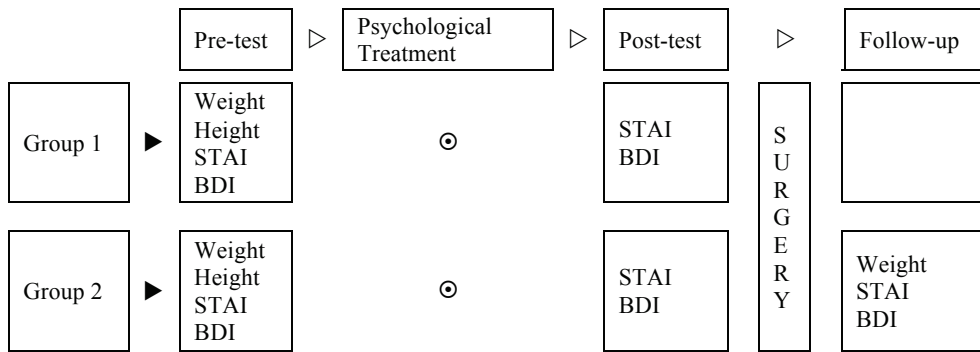 Pre-test
Psychological
Treatment
Post-test
Follow-up
Group 1
Weight
Height
STAI
BDI
STAI
BDI
S
U
R
G
E
R
Y
Group 2
Weight
Height
STAI
BDI
STAI
BDI
Weight
STAI
BDI